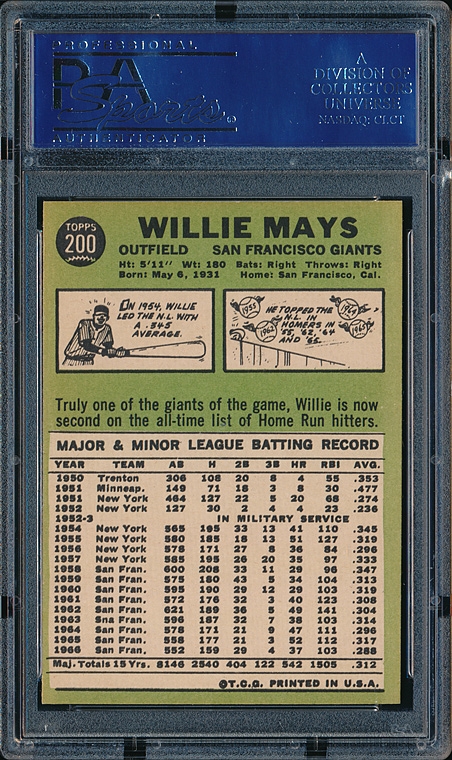 PROFESSIONAL
PSA
Sports
AUTHENTICATOR
A
DIVISION OF
COLLECTORS
UNIVERSE
NASDAQ: CLCT
TOPPS
200
WILLIE MAYS
OUTFIELD SAN FRANCISCO GIANTS
Ht: 5'11" Wt: 180 Bats: Right Throws: Right
Born: May 6, 1931 Home: San Francisco, Cal.
IN 1954, WILLIE
LED THE N.L. WITH
A .345
AVERAGE.
1955
1962
1964
1965
HE TOPPED THE
N.L. IN
HOMERS IN
'55, '62, '64
AND '65.
Truly one of the giants of the game, Willie is now
second on the all-time list of Home Run hitters.
MAJOR & MINOR LEAGUE BATTING RECORD
YEAR TEAM AB H 2B 3B HR RBI AVG.
1950 Trenton 306 108 20 8 4 55 .353
1951 Minneap. 149 71 18 3 8 30 .477
1951 New York 464 127 22 5 20 68 .274
1952 New York 127 30 2 4 4 23 .236
1952-3 IN MILITARY SERVICE
1954 New York 565 195 33 13 41 110 .345
1955 New York 580 185 18 13 51 127 .319
1956 New York 578 171 27 8 36 84 .296
1957 New York 585 195 26 20 35 97 .333
1958 San Fran. 600 208 33 11 29 96 .347
1959 San Fran. 575 180 43 5 34 104 .313
1960 San Fran. 595 190 29 12 29 103 .319
1961 San Fran. 572 176 32 3 40 123 .308
1962 San Fran. 621 189 36 5 49 141 .304
1963 Sna Fran. 596 187 32 7 38 103 .314
1964 San Fran. 578 171 21 9 47 111 .296
1965 San Fran. 558 177 21 3 52 112 .317
1966 San Fran. 552 159 29 4 37 103 .288
Maj. Totals 15 Yrs. 8146 2540 404 122 542 1505 .312
©T.C.G. PRINTED IN U.S.A.